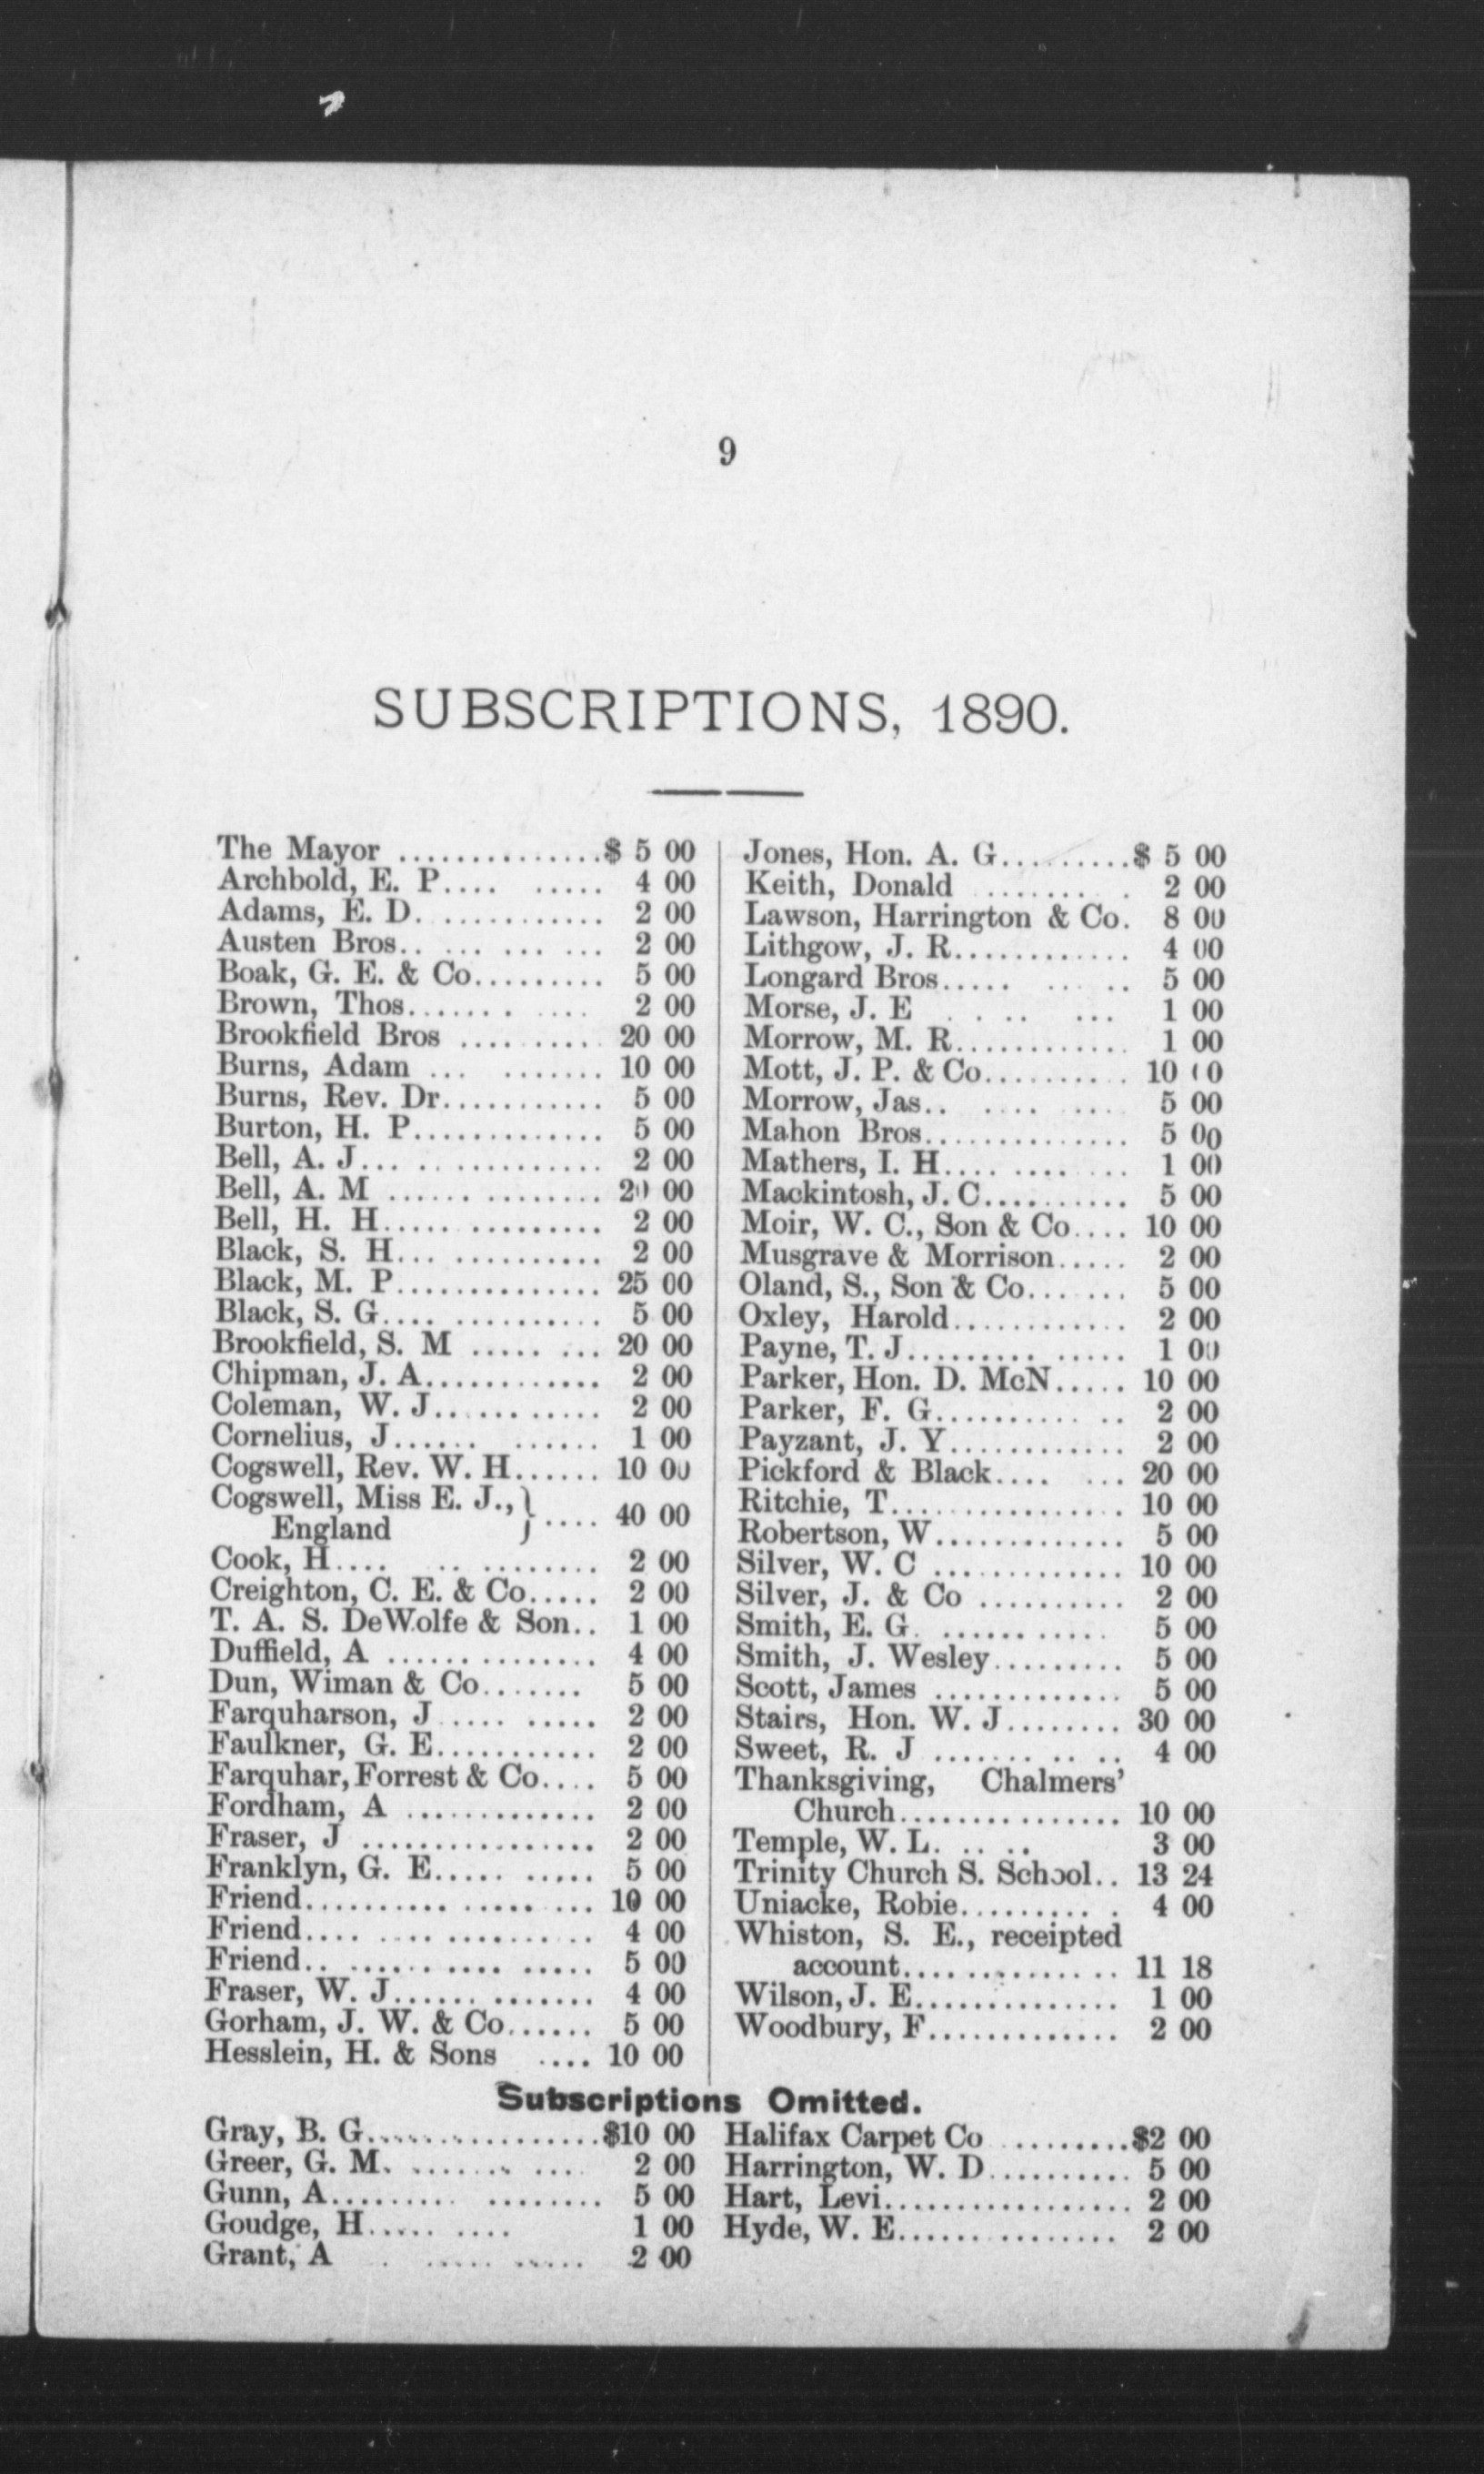 9
SUBSCRIPTIONS, 1890.
The Mayor ..............$ 5 00
Archbold, E. P.... ..... 4 00
Adams, E. D. ............ 2 00
Austen Bros.. ... ... ... 2 00
Boak, G. E. & Co......... 5 00
Brown, Thos....... .... 2 00
Brookfield Bros .......... 20 00
Burns, Adam ... ....... 10 00
Burns, Rev. Dr........... 5 00
Burton, H. P............. 5 00
Bell, A. J... ............. 2 00
Bell, A. M ............... 20 00
Bell, H. H..... ......... 2 00
Black, S. H... ........... 2 00
Black, M. P.............. 25 00
Black, S. G.... .......... 5 00
Brookfield, S. M ..... ... 20 00
Chipman, J. A............ 2 00
Coleman, W. J............ 2 00
Cornelius, J...... ...... 1 00
Cogswell, Rev. W. H...... 10 00
Cogswell, Miss E. J.,}
England } .... 40 00
Cook, H.... .. ........ 2 00
Creighton, C. E. & Co..... 2 00
T. A. S. DeWolfe & Son.. 1 00
Duffield, A ............... 4 00
Dun, Wiman & Co....... 5 00
Farquharson, J ..... ..... 2 00
Faulkner, G. E........... 2 00
Farquhar, Forrest & Co.... 5 00
Fordham, A ............. 2 00
Fraser, J ................ 2 00
Franklyn, G. E..... ..... 5 00
Friend.......... ..... ... 10 00
Friend.... .... .......... 4 00
Friend.. ...... .... ..... 5 00
Fraser, W. J...... ....... 4 00
Gorham, J. W. & Co...... 5 00
Hesslein, H. & Sons .... 10 00
Jones, Hon. A. G.........$ 5 00
Keith, Donald ....... . 2 00
Lawson, Harrington & Co. 8 00
Lithgow, J. R............ 4 00
Longard Bros..... ... .. 5 00
Morse, J. E . . .. ... 1 00
Morrow, M. R............ 1 00
Mott, J. P. & Co.......... 10 00
Morrow, Jas.. .... .... 5 00
Mahon Bros.............. 5 00
Mathers, I. H.... ........ 1 00
Mackintosh, J. C.......... 5 00
Moir, W. C., Son & Co.... 10 00
Musgrave & Morrison..... 2 00
Oland, S., Son & Co....... 5 00
Oxley, Harold............ 2 00
Payne, T. J......... ..... 1 00
Parker, Hon. D. McN..... 10 00
Parker, F. G........... .. 2 00
Payzant, J. Y............ 2 00
Pickford & Black.... ... 20 00
Ritchie, T................ 10 00
Robertson, W............. 5 00
Silver, W. C ............. 10 00
Silver, J. & Co .......... 2 00
Smith, E. G. ........... 5 00
Smith, J. Wesley......... 5 00
Scott, James ............. 5 00
Stairs, Hon. W. J........ 30 00
Sweet, R. J ....... .. .. 4 00
Thanksgiving, Chalmers'
Church............... 10 00
Temple, W. L. . .. .. 3 00
Trinity Church S. School.. 13 24
Uniacke, Robie......... . 4 00
Whiston, S. E., receipted
account............... 11 18
Wilson, J. E.............. 1 00
Woodbury, F............. 2 00
Subscriptions Omitted.
Gray, B. G................$10 00
Greer, G. M. ........ .... 2 00
Gunn, A......... ........ 5 00
Goudge, H..... .... 1 00
Grant, A . ..... ..... 2 00
Halifax Carpet Co .........$2 00
Harrington, W. D.......... 5 00
Hart, Levi................. 2 00
Hyde, W. E............... 2 00